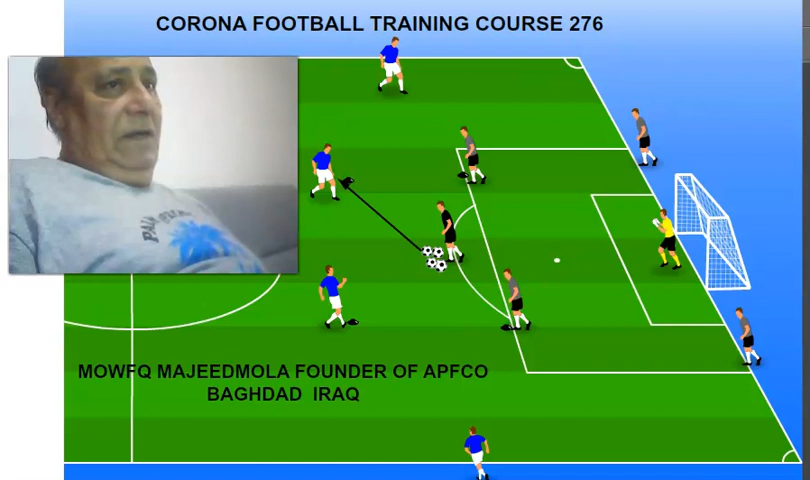 CORONA FOOTBALL TRAINING COURSE 276
MOWFQ MAJEEDMOLA FOUNDER OF APFCO
BAGHDAD IRAQ